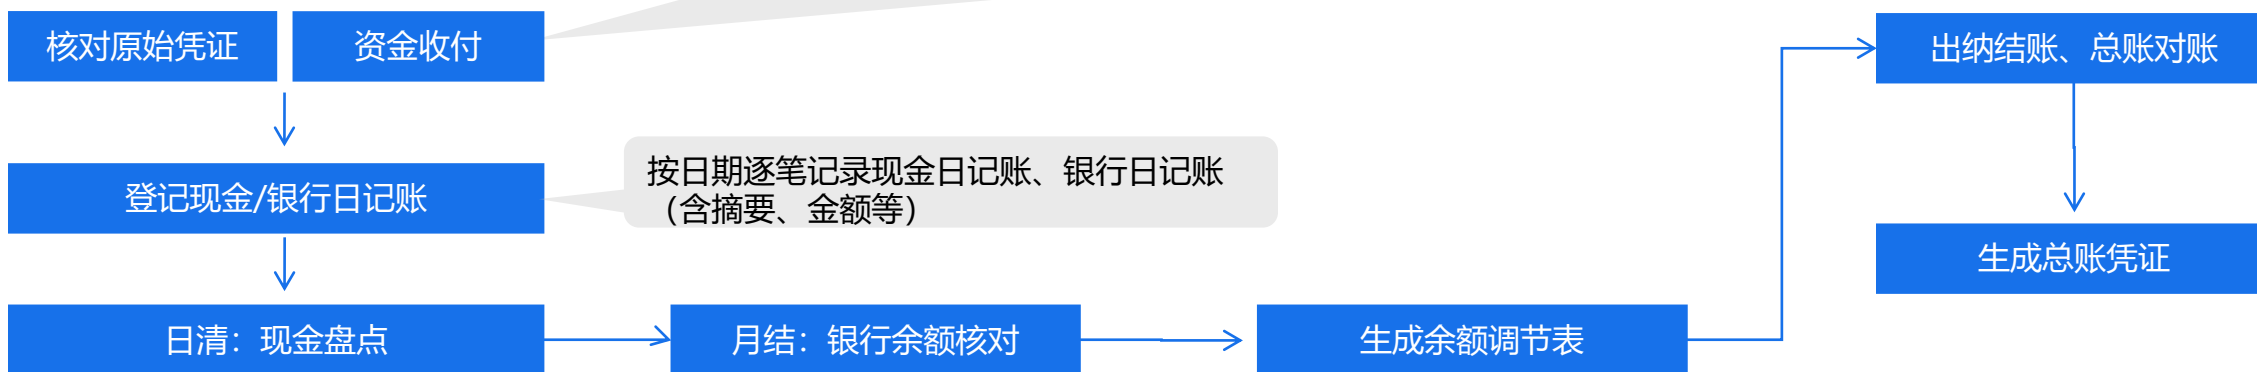 核对原始凭证
资金收付
出纳结账、总账对账
按日期逐笔记录现金日记账、银行日记账
（含摘要、金额等）
登记现金/银行日记账
生成总账凭证
日清：现金盘点
月结：银行余额核对
生成余额调节表